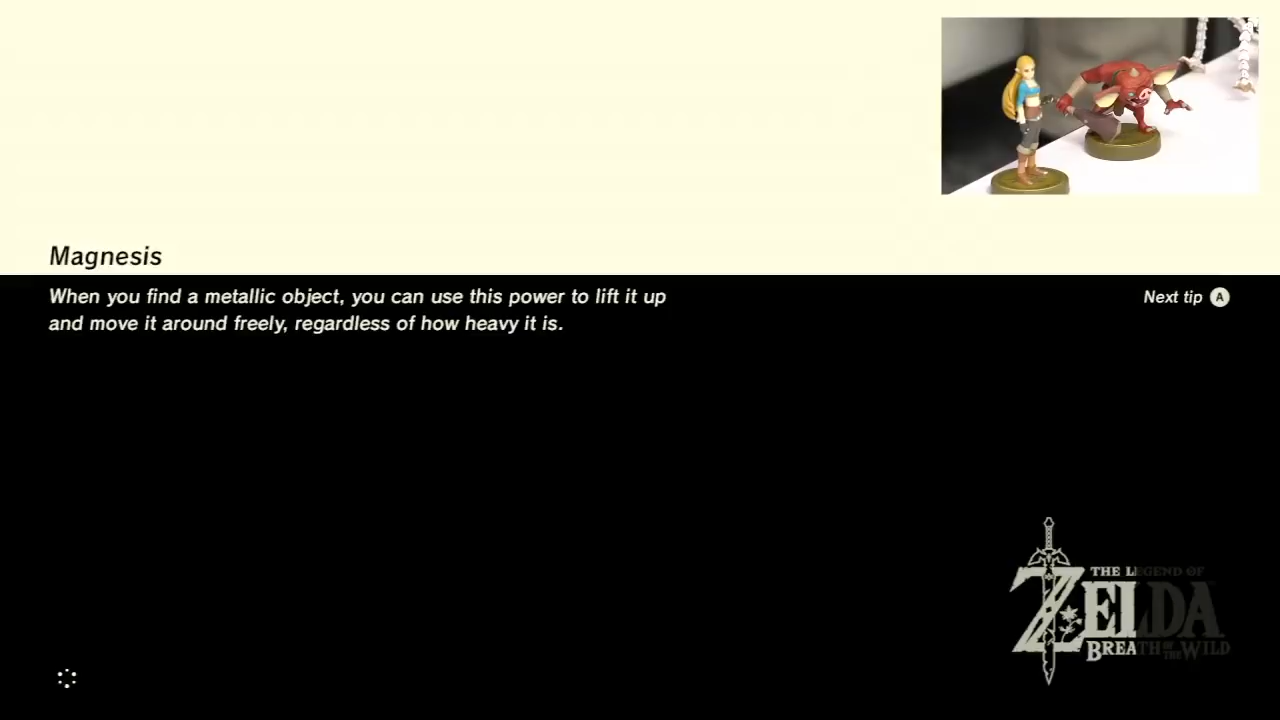 Magnesis
When you find a metallic object, you can use this power to lift it up
and move it around freely, regardless of how heavy it is.
Next tip A
THE LEGEND OF
ZELDA
BREATH OF THE WILD